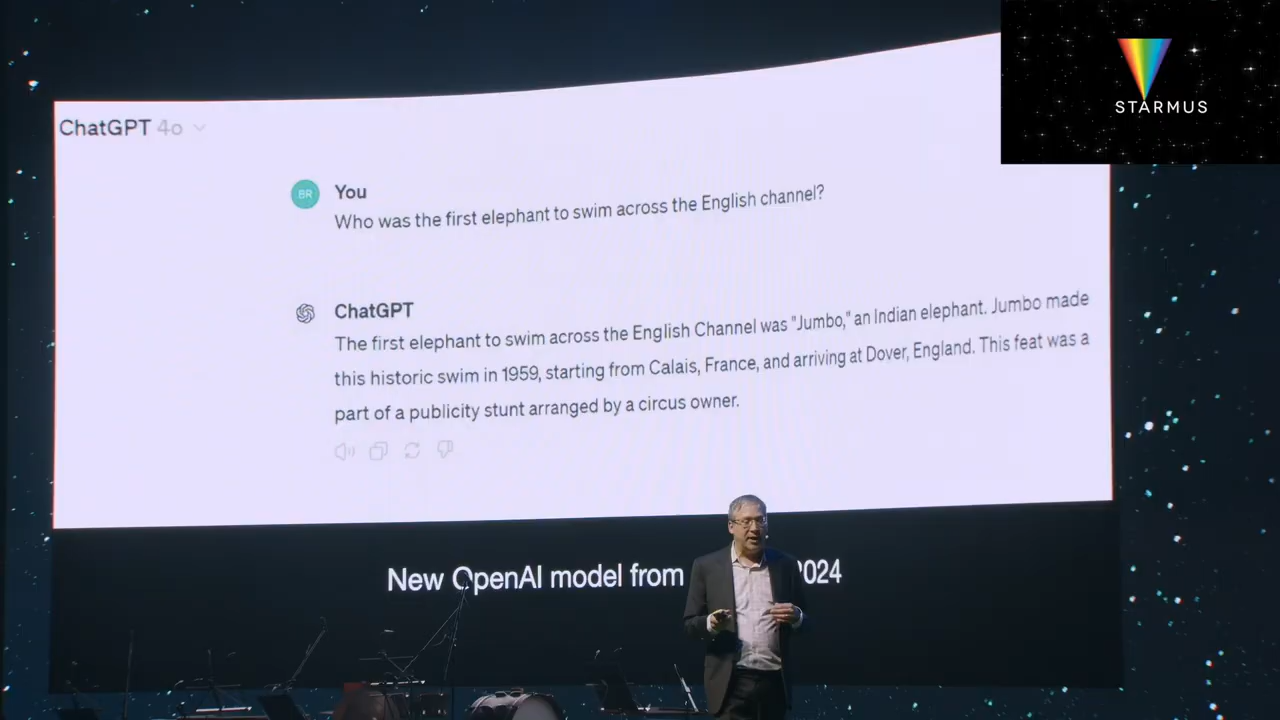 STARMUS
ChatGPT 4o
BR
You
Who was the first elephant to swim across the English channel?
ChatGPT
The first elephant to swim across the English Channel was "Jumbo," an Indian elephant. Jumbo made
this historic swim in 1959, starting from Calais, France, and arriving at Dover, England. This feat was a
part of a publicity stunt arranged by a circus owner.
New OpenAI model from 2024